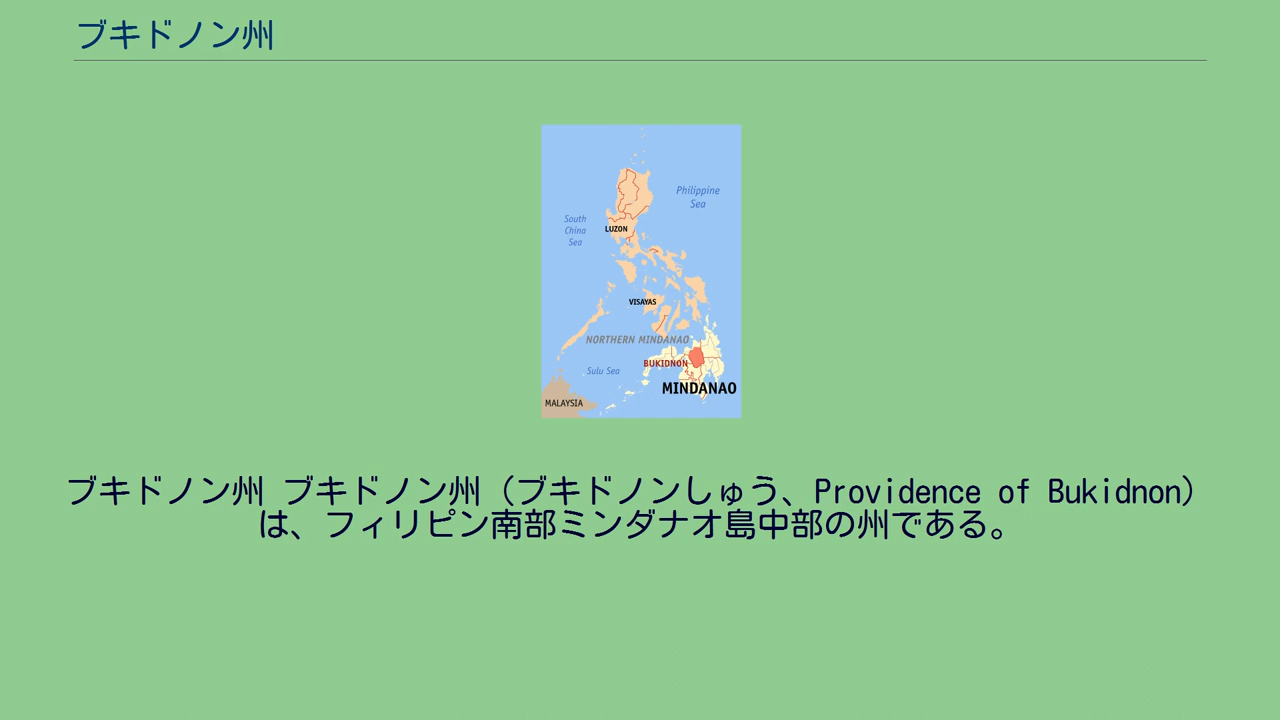 ブキドノン州
Philippine
Sea
South
China
Sea
LUZON
VISAYAS
NORTHERN MINDANAO
BUKIDNON
Sulu Sea
MINDANAO
MALAYSIA
ブキドノン州 ブキドノン州（ブキドノンしゅう、Providence of Bukidnon）
は、フィリピン南部ミンダナオ島中部の州である。